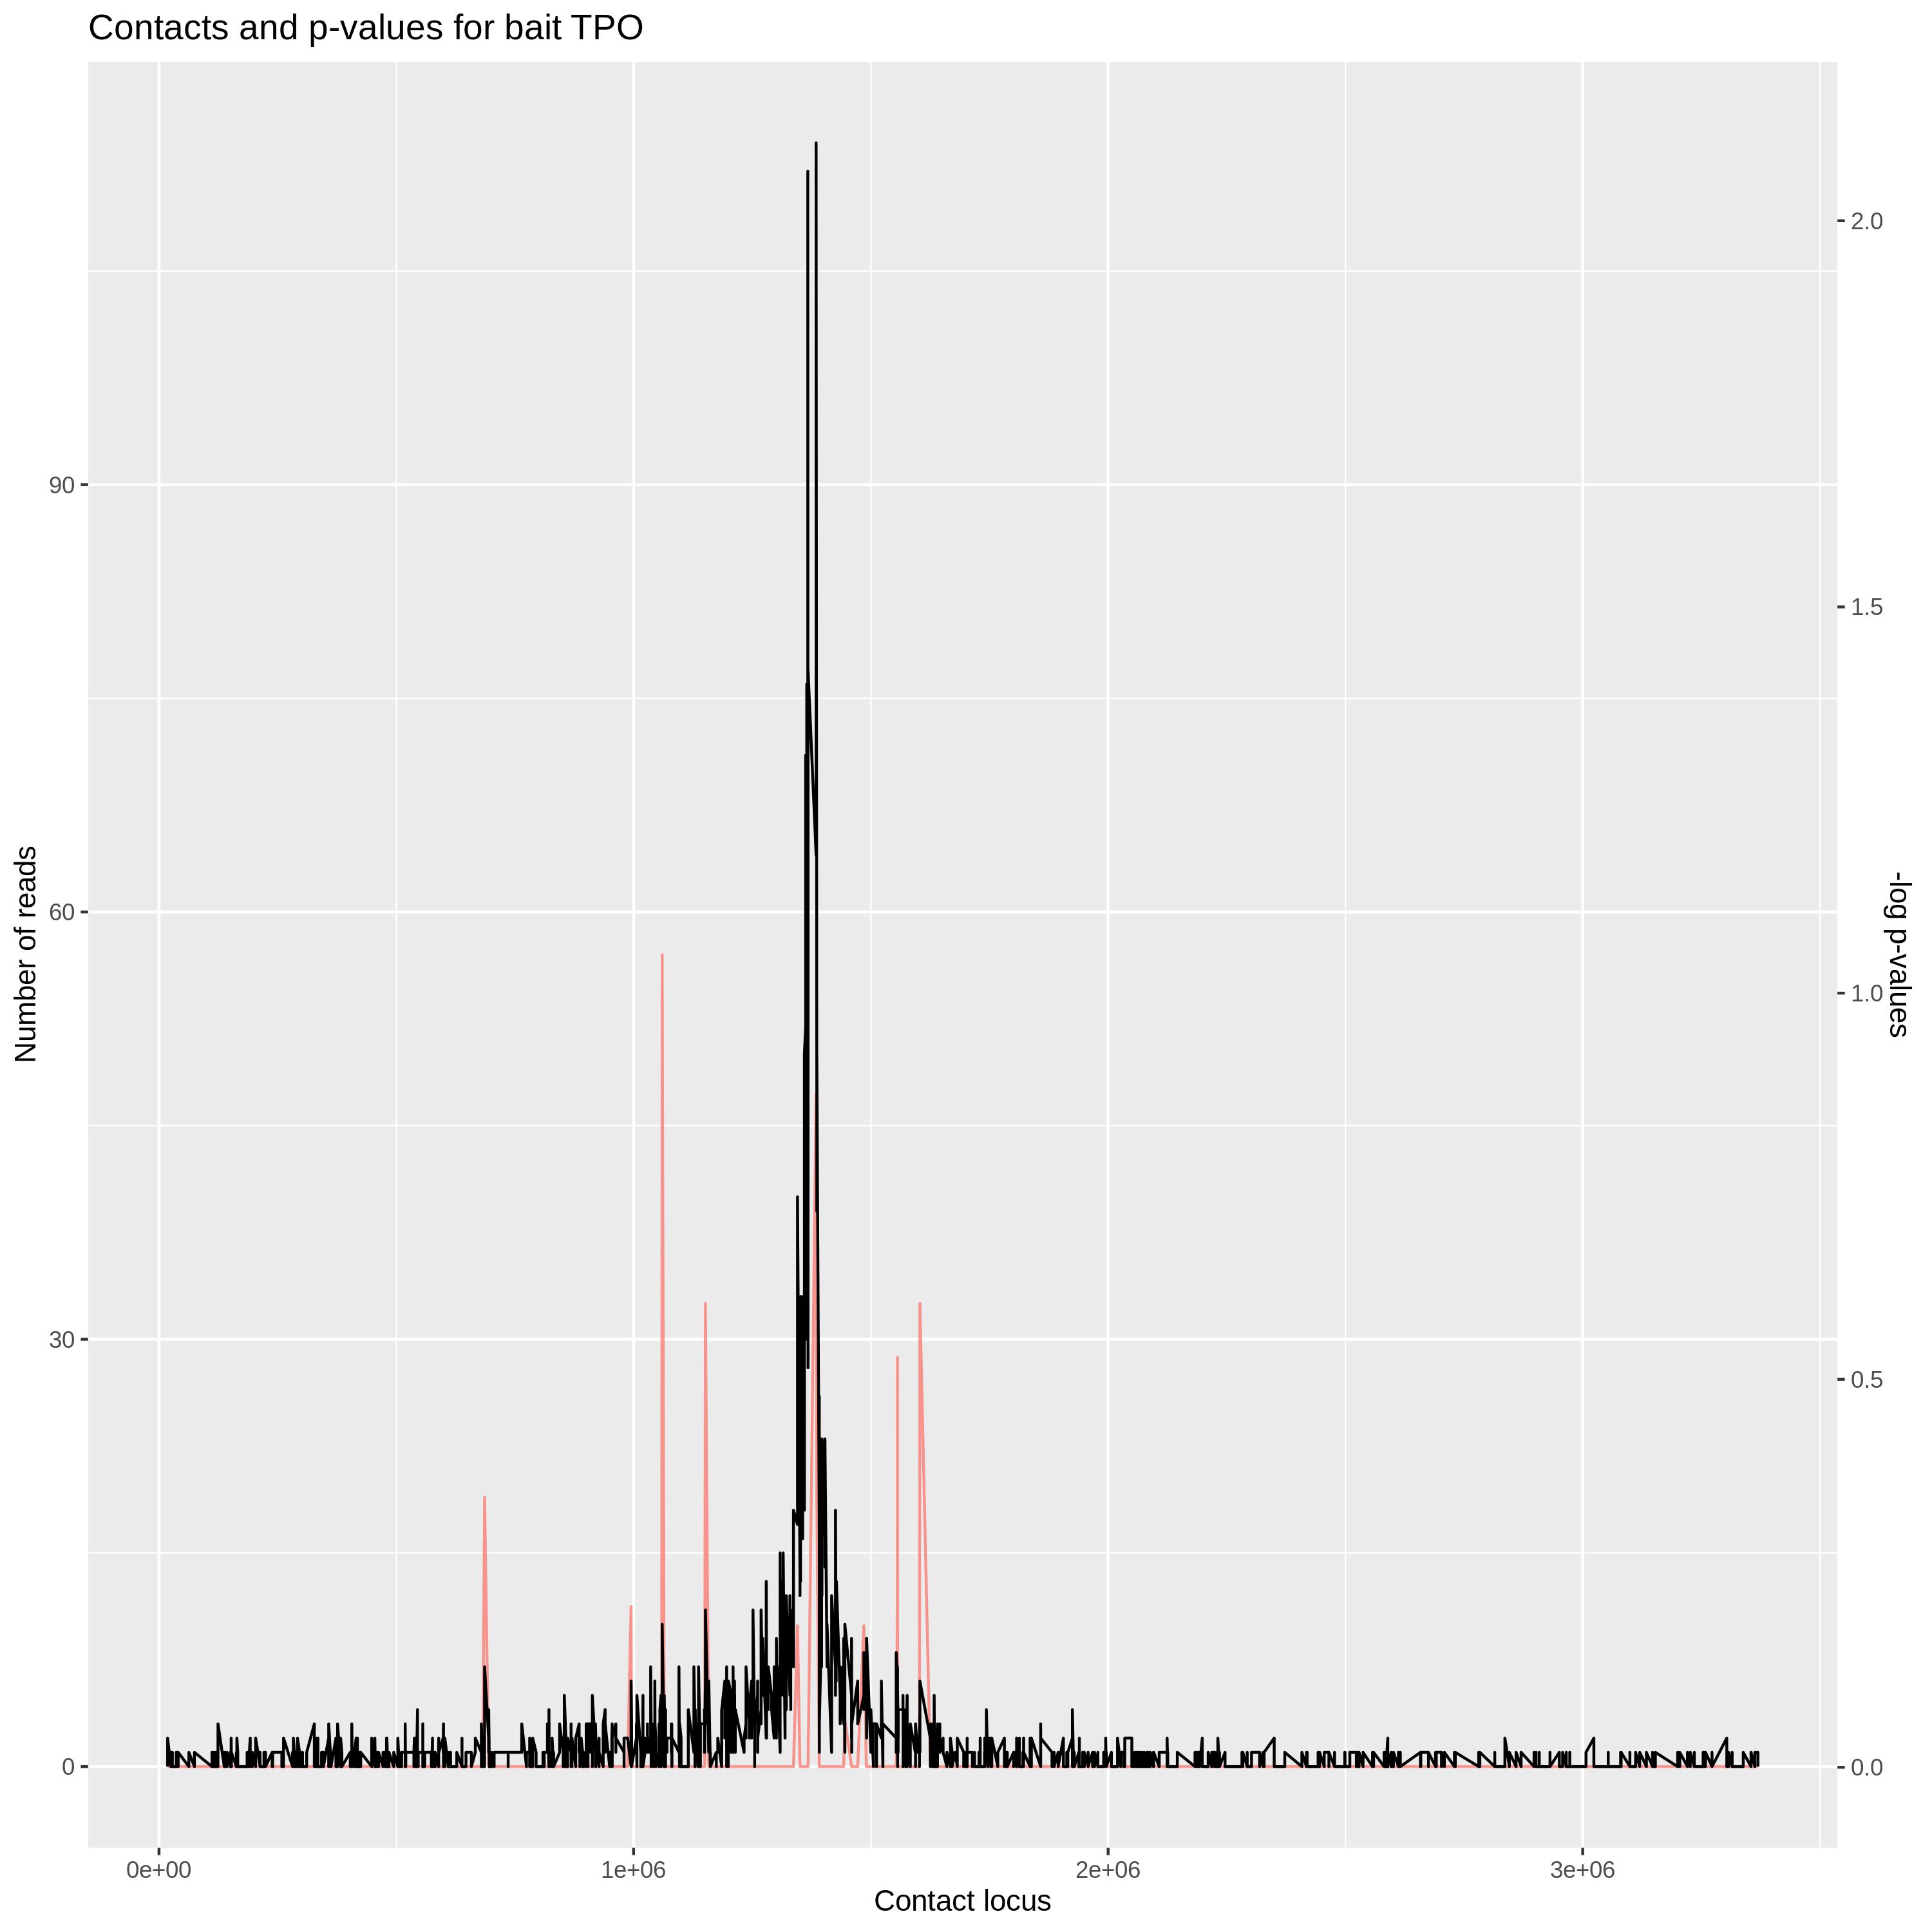 Contacts and p-values for bait TPO
Number of reads
90
60
30
0
2.0
1.5
1.0
0.5
0.0
-log p-values
0e+00
1e+06
2e+06
3e+06
Contact locus